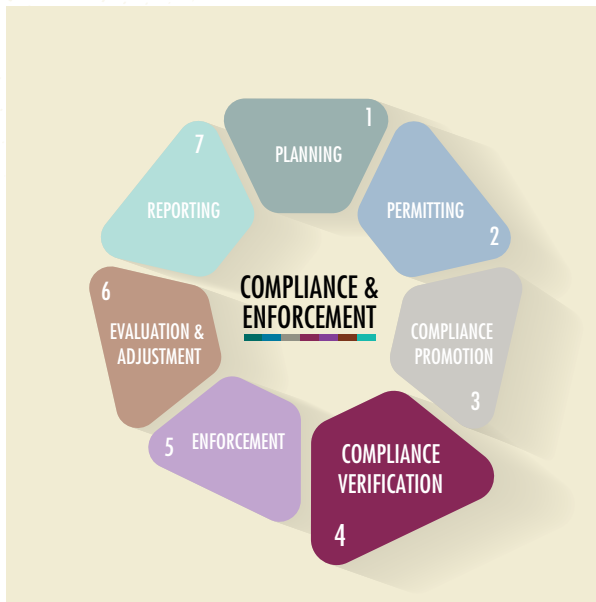 1
PLANNING
PERMITTING
2
COMPLIANCE
PROMOTION
3
COMPLIANCE
VERIFICATION
4
5
ENFORCEMENT
6
EVALUATION &
ADJUSTMENT
7
REPORTING
COMPLIANCE &
ENFORCEMENT